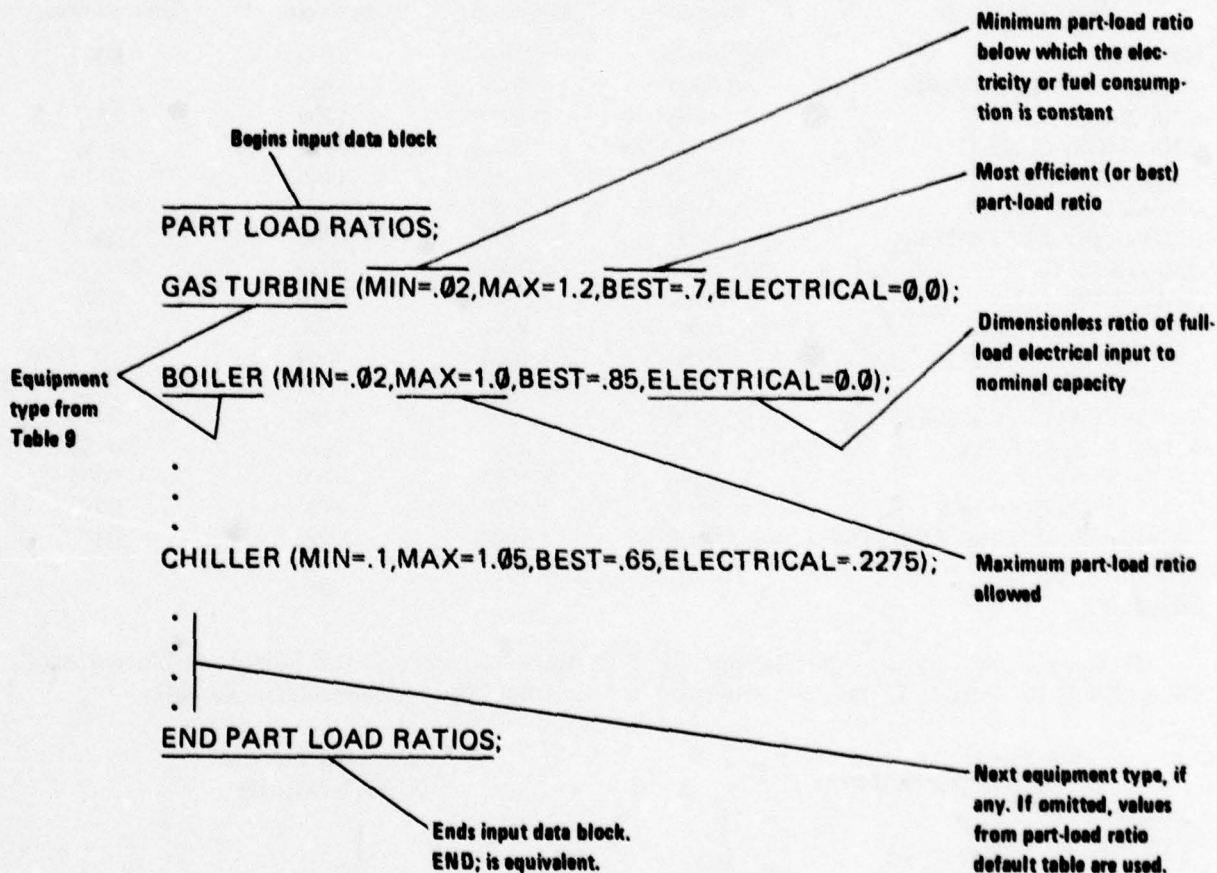 Minimum part-load ratio
below which the elec-
tricity or fuel consump-
tion is constant
Begins input data block
Most efficient (or best)
part-load ratio
PART LOAD RATIOS;
GAS TURBINE (MIN=.02,MAX=1.2,BEST=.7,ELECTRICAL=0,0);
Dimensionless ratio of full-
load electrical input to
nominal capacity
Equipment
type from
Table 9
BOILER (MIN=.02,MAX=1.0,BEST=.85,ELECTRICAL=0.0);
.
.
.
CHILLER (MIN=.1,MAX=1.05,BEST=.65,ELECTRICAL=.2275);
Maximum part-load ratio
allowed
.
.
.
.
END PART LOAD RATIOS;
Next equipment type, if
any. If omitted, values
from part-load ratio
default table are used.
Ends input data block.
END; is equivalent.